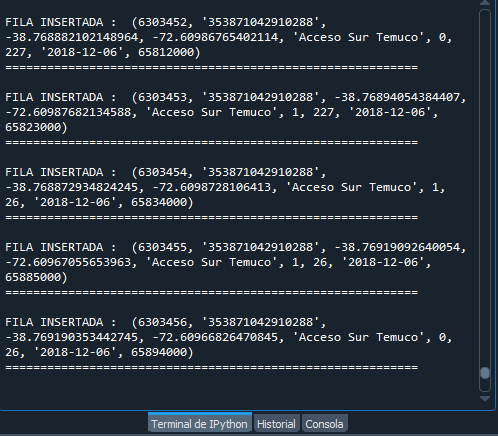 FILA INSERTADA :  (6303452, '353871042910288',
-38.768882102148964, -72.60986765402114, 'Acceso Sur Temuco', 0,
227, '2018-12-06', 65812000)
===========================================================
FILA INSERTADA :  (6303453, '353871042910288', -38.76894054384407,
-72.60987682134588, 'Acceso Sur Temuco', 1, 227, '2018-12-06',
65823000)
===========================================================
FILA INSERTADA :  (6303454, '353871042910288',
-38.768872934824245, -72.6098728106413, 'Acceso Sur Temuco', 1,
26, '2018-12-06', 65834000)
===========================================================
FILA INSERTADA :  (6303455, '353871042910288', -38.76919092640054,
-72.60967055653963, 'Acceso Sur Temuco', 1, 26, '2018-12-06',
65885000)
===========================================================
FILA INSERTADA :  (6303456, '353871042910288',
-38.769190353442745, -72.60966826470845, 'Acceso Sur Temuco', 0,
26, '2018-12-06', 65894000)
===========================================================
Terminal de IPython Historial Consola